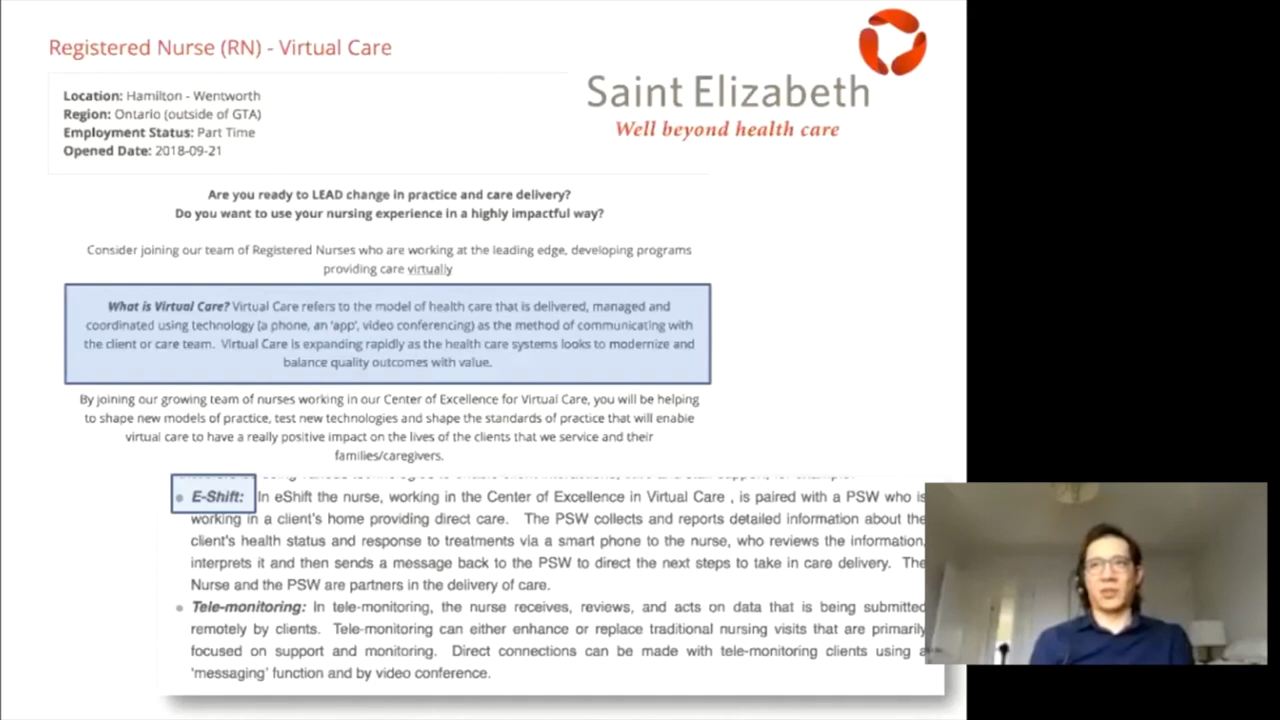 Registered Nurse (RN) - Virtual Care
Saint Elizabeth
Well beyond health care
Location: Hamilton - Wentworth
Region: Ontario (outside of GTA)
Employment Status: Part Time
Opened Date: 2018-09-21
Are you ready to LEAD change in practice and care delivery?
Do you want to use your nursing experience in a highly impactful way?
Consider joining our team of Registered Nurses who are working at the leading edge, developing programs
providing care virtually
What is Virtual Care? Virtual Care refers to the model of health care that is delivered, managed and
coordinated using technology (a phone, an 'app', video conferencing) as the method of communicating with
the client or care team. Virtual Care is expanding rapidly as the health care systems looks to modernize and
balance quality outcomes with value.
By joining our growing team of nurses working in our Center of Excellence for Virtual Care, you will be helping
to shape new models of practice, test new technologies and shape the standards of practice that will enable
virtual care to have a really positive impact on the lives of the clients that we service and their
families/caregivers.
E-Shift: In eShift the nurse, working in the Center of Excellence in Virtual Care , is paired with a PSW who is
working in a client's home providing direct care. The PSW collects and reports detailed information about the
client's health status and response to treatments via a smart phone to the nurse, who reviews the information,
interprets it and then sends a message back to the PSW to direct the next steps to take in care delivery. The
Nurse and the PSW are partners in the delivery of care.
Tele-monitoring: In tele-monitoring, the nurse receives, reviews, and acts on data that is being submitted
remotely by clients. Tele-monitoring can either enhance or replace traditional nursing visits that are primarily
focused on support and monitoring. Direct connections can be made with tele-monitoring clients using a
'messaging' function and by video conference.